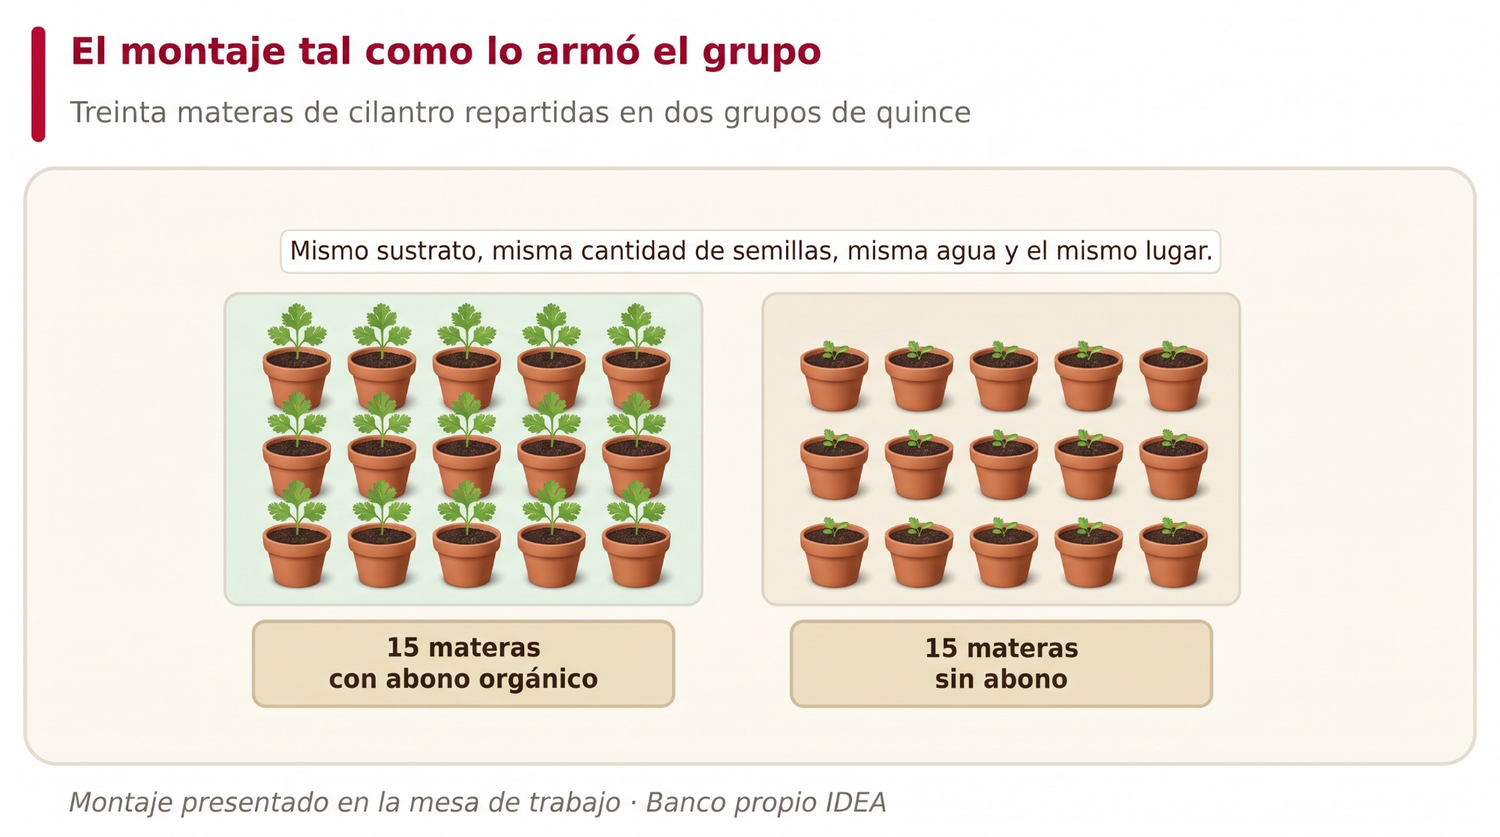 El montaje tal como lo armó el grupo
Treinta materas de cilantro repartidas en dos grupos de quince
Mismo sustrato, misma cantidad de semillas, misma agua y el mismo lugar.
15 materas
con abono orgánico
15 materas
sin abono
Montaje presentado en la mesa de trabajo · Banco propio IDEA